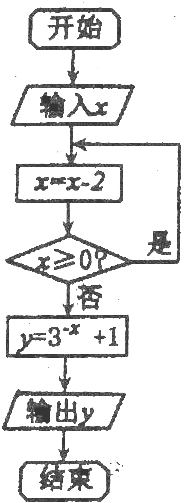 开始
输入x
x=x-2
x≥0?
是
否
y=3⁻ˣ +1
输出y
结束